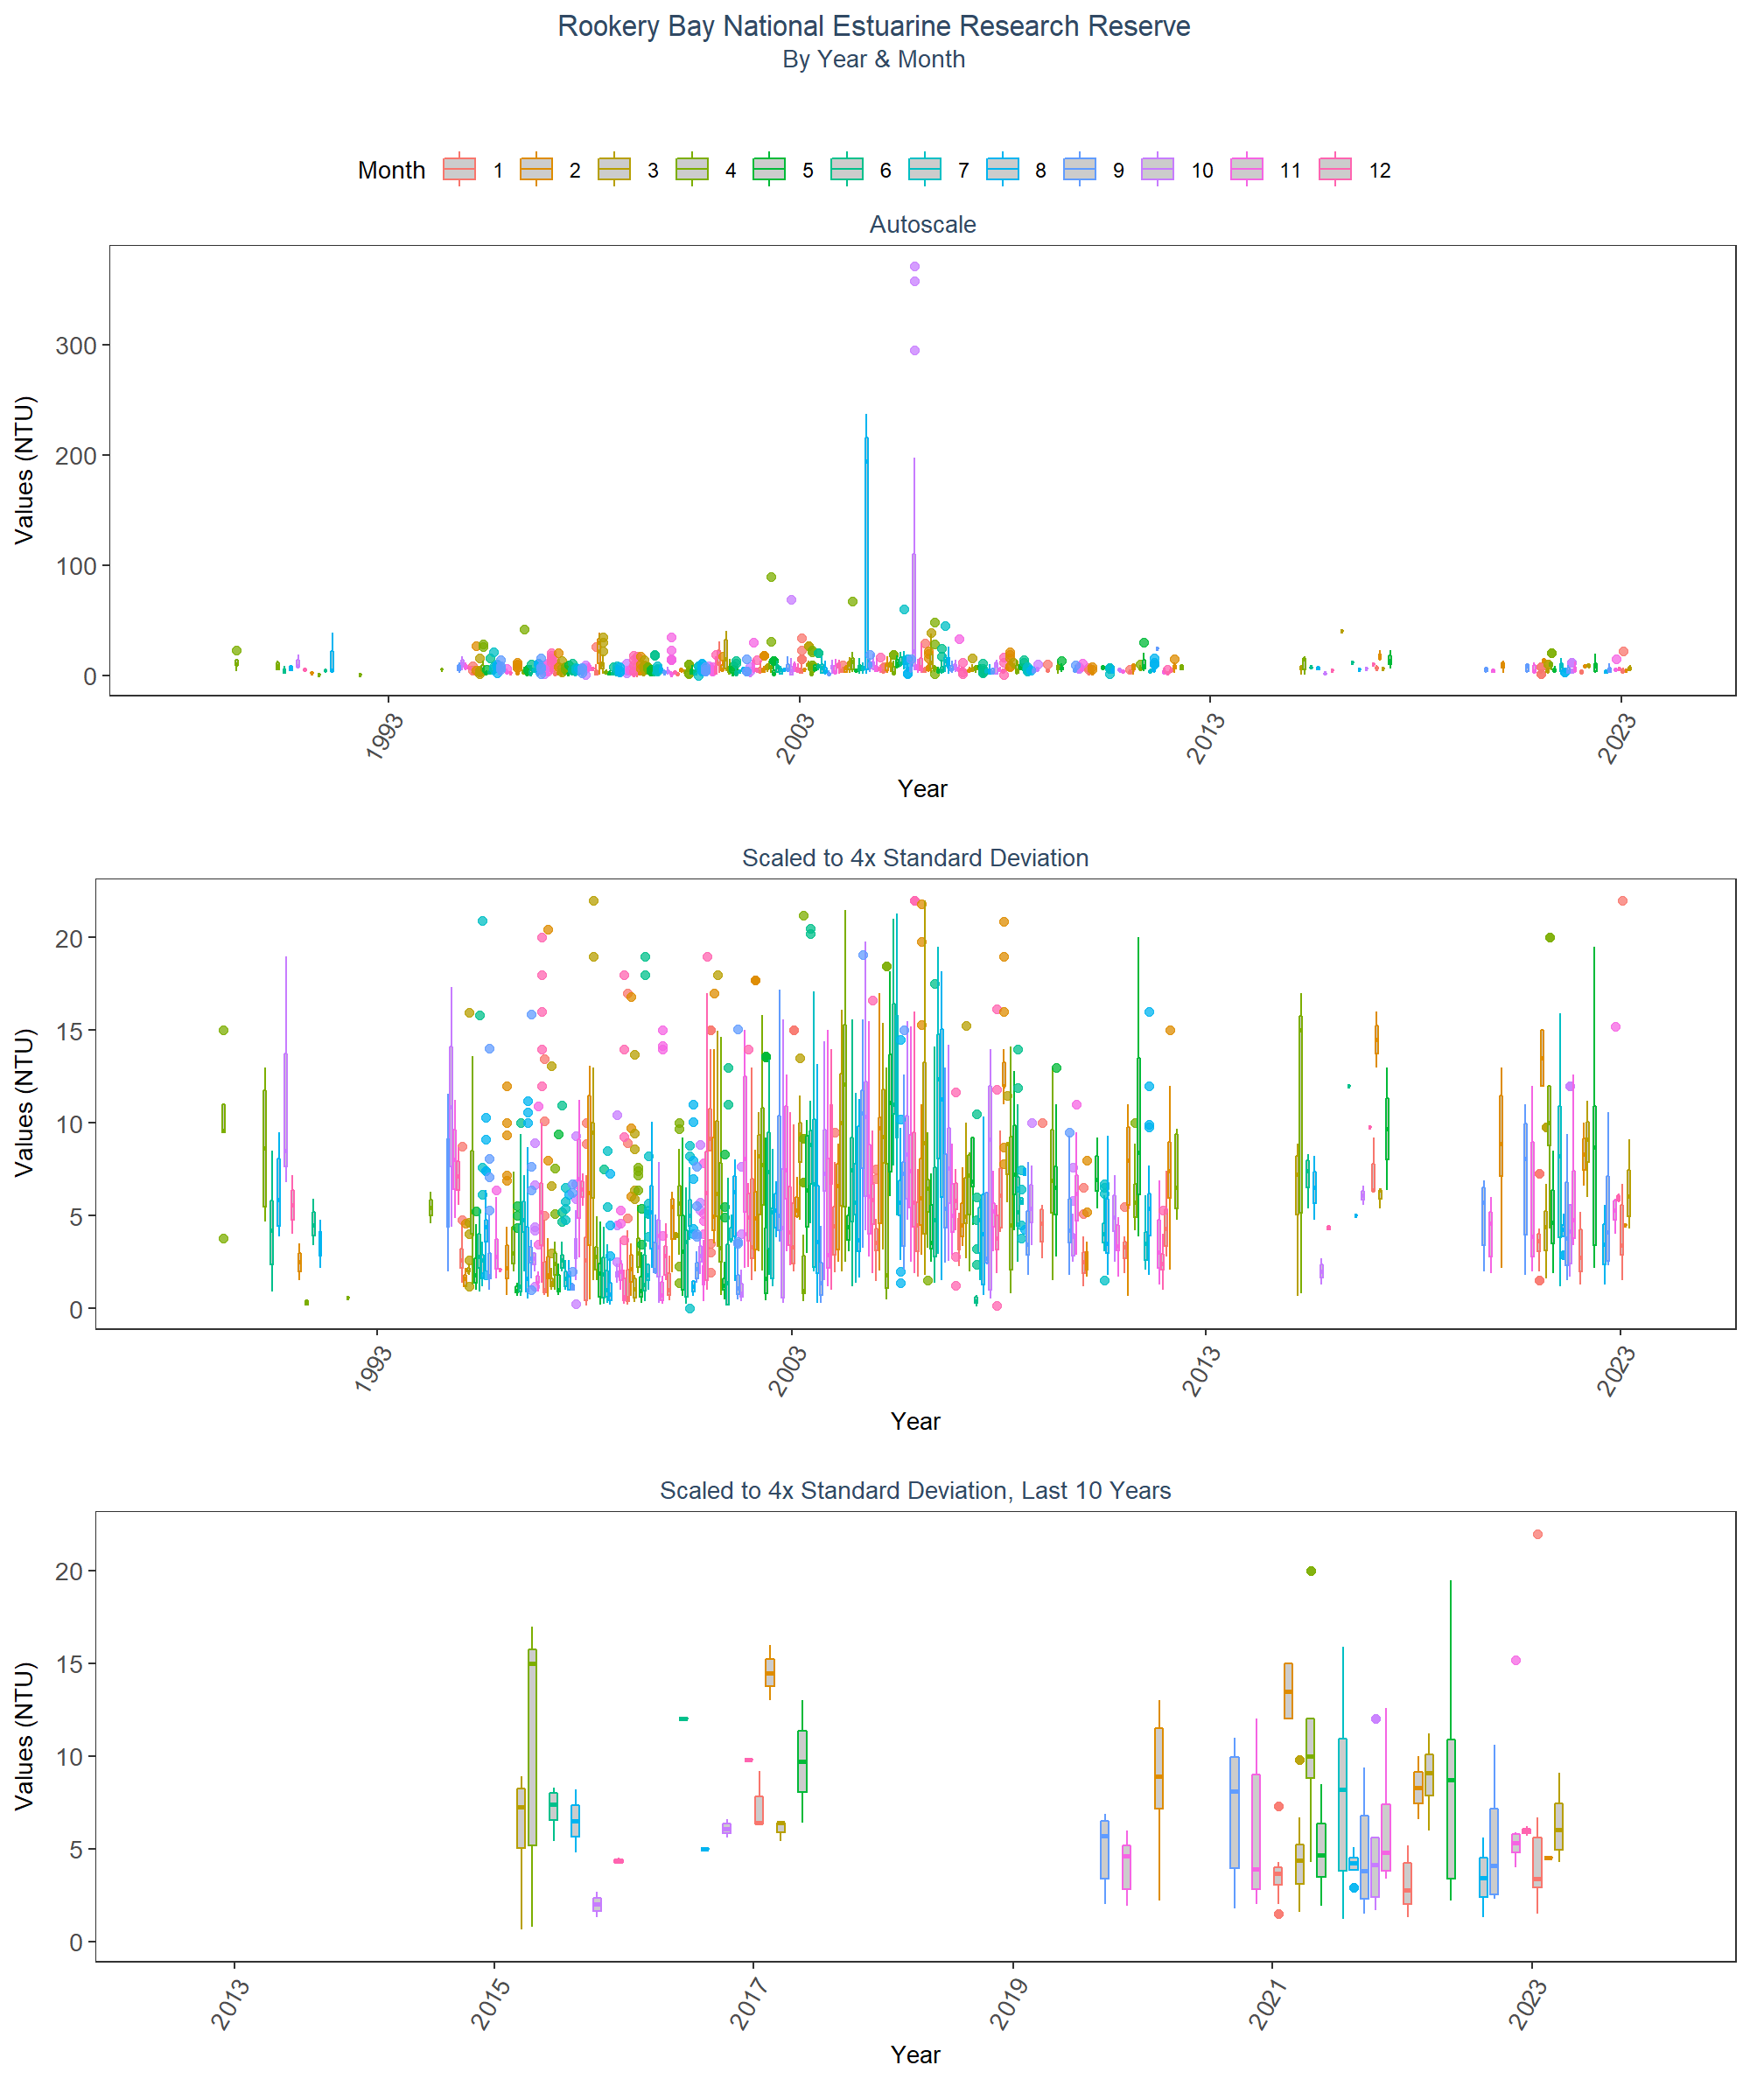 Rookery Bay National Estuarine Research Reserve
By Year & Month
Month 1 2 3 4 5 6 7 8 9 10 11 12
Autoscale
Values (NTU)
300
200
100
0
1993 2003 2013 2023
Year
Scaled to 4x Standard Deviation
Values (NTU)
20
15
10
5
0
1993 2003 2013 2023
Year
Scaled to 4x Standard Deviation, Last 10 Years
Values (NTU)
20
15
10
5
0
2013 2015 2017 2019 2021 2023
Year